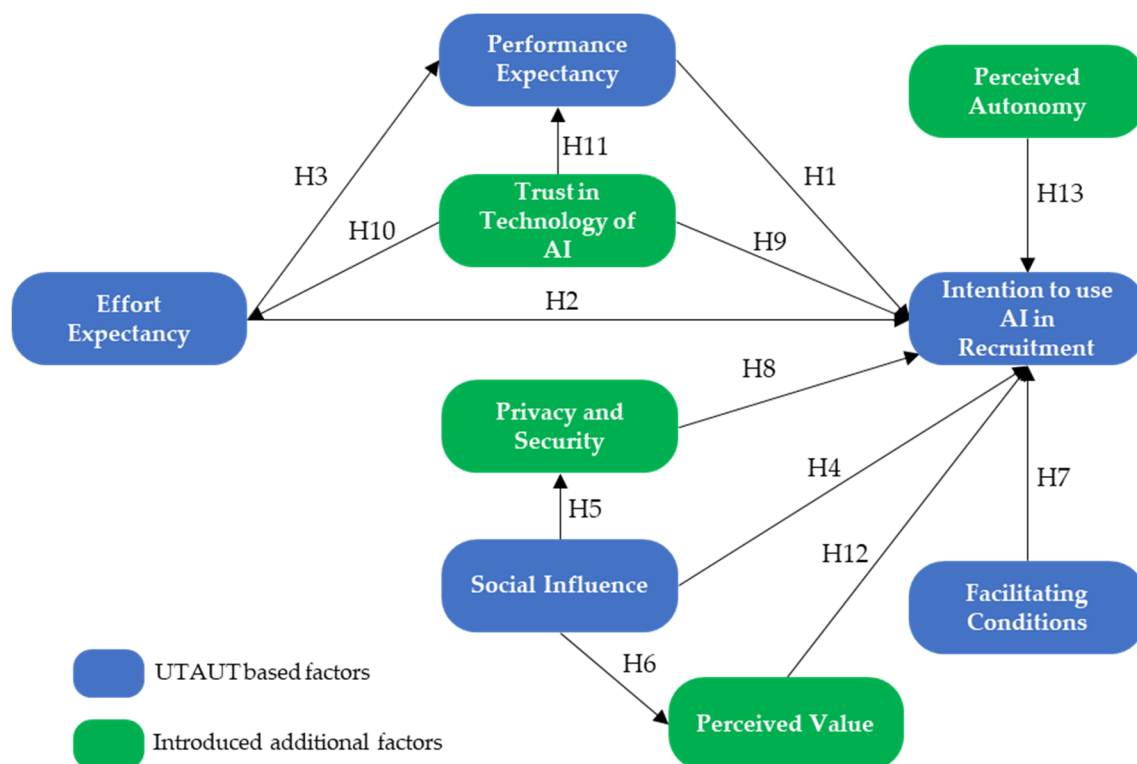 Performance
Expectancy
Perceived
Autonomy
H3
H11
H1
Trust in
Technology of
AI
H13
H10
H9
Effort
Expectancy
H2
Intention to use
AI in
Recruitment
H8
Privacy and
Security
H4
H7
H5
H12
Social Influence
Facilitating
Conditions
H6
UTAUT based factors
Perceived Value
Introduced additional factors